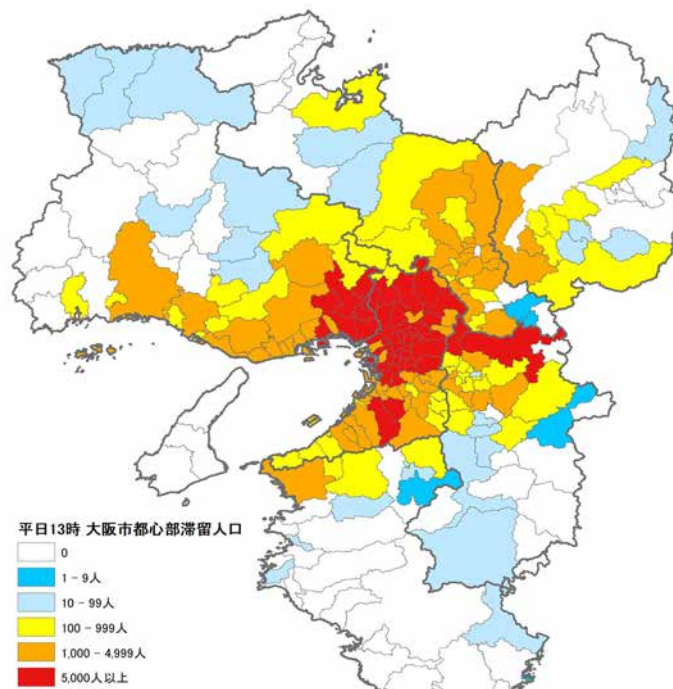 平日13時 大阪市都心部滞留人口
0
1 - 9人
10 - 99人
100 - 999人
1,000 - 4,999人
5,000人以上